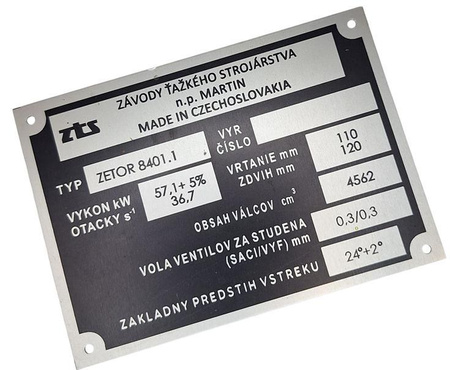 zts
ZÁVODY ŤAŽKÉHO STROJÁRSTVA
n.p. MARTIN
MADE IN CZECHOSLOVAKIA
TYP ZETOR 8401.1
VYR
ČÍSLO
VYKON kW 57,1+ 5%
OTACKY s-1 36,7
VRTANIE mm 110
ZDVIH mm 120
OBSAH VÁLCOV cm3 4562
VOLA VENTILOV ZA STUDENA
(SACI/VYF) mm 0,3/0,3
ZAKLADNY PREDSTIH VSTREKU 24°+2°